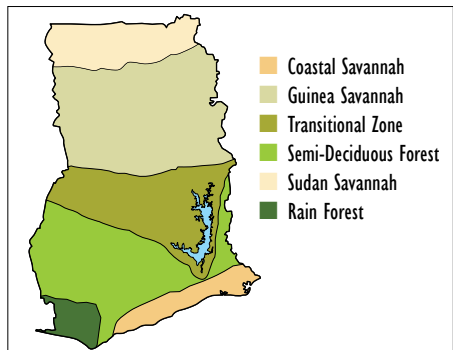 Coastal Savannah
Guinea Savannah
Transitional Zone
Semi-Deciduous Forest
Sudan Savannah
Rain Forest